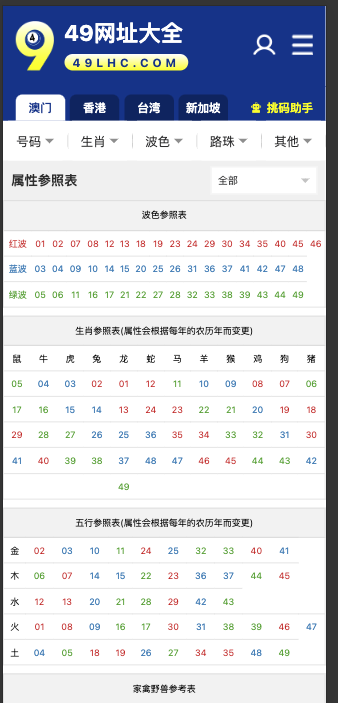 49网址大全
49LHC.COM
澳门 香港 台湾 新加坡 挑码助手
号码 生肖 波色 路珠 其他
属性参照表 全部
波色参照表
红波 01 02 07 08 12 13 18 19 23 24 29 30 34 35 40 45 46
蓝波 03 04 09 10 14 15 20 25 26 31 36 37 41 42 47 48
绿波 05 06 11 16 17 21 22 27 28 32 33 38 39 43 44 49
生肖参照表(属性会根据每年的农历年而变更)
鼠 牛 虎 兔 龙 蛇 马 羊 猴 鸡 狗 猪
05 04 03 02 01 12 11 10 09 08 07 06
17 16 15 14 13 24 23 22 21 20 19 18
29 28 27 26 25 36 35 34 33 32 31 30
41 40 39 38 37 48 47 46 45 44 43 42
49
五行参照表(属性会根据每年的农历年而变更)
金 02 03 10 11 24 25 32 33 40 41
木 06 07 14 15 22 23 36 37 44 45
水 12 13 20 21 28 29 42 43
火 01 08 09 16 17 30 31 38 39 46 47
土 04 05 18 19 26 27 34 35 48 49
家禽野兽参考表